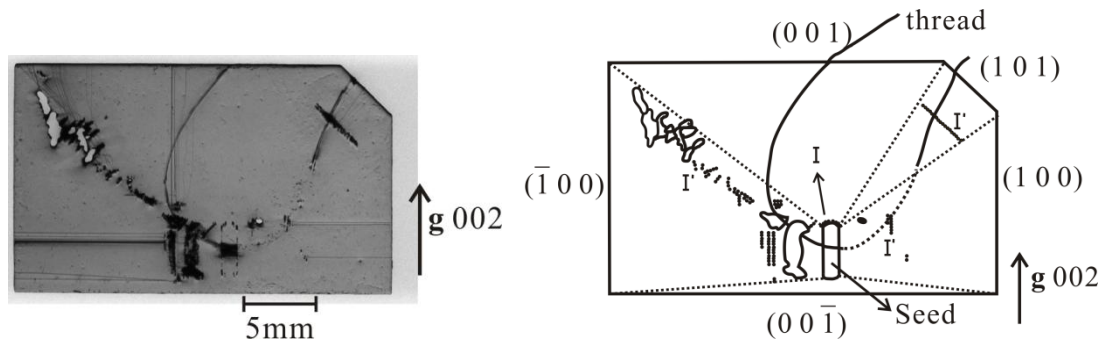 g 002
5mm
(0 0 1)
thread
(1 0 1)
I'
I
I'
(1̅ 0 0)
(1 0 0)
I'
g 002
Seed
(0 0 1̅)